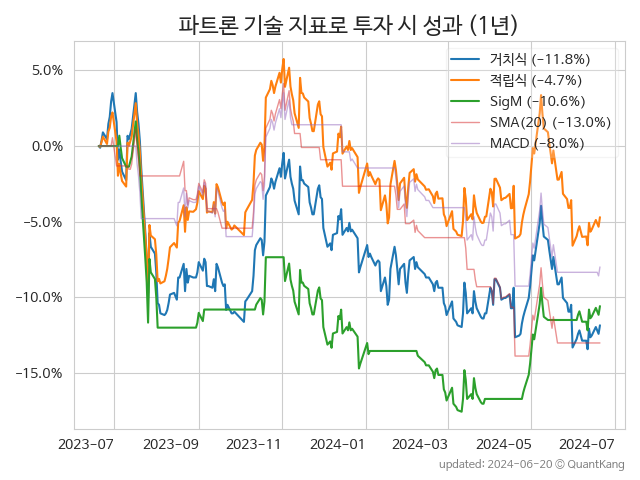 파트론 기술 지표로 투자 시 성과 (1년)
거치식 (−11.8%)
적립식 (−4.7%)
SigM (−10.6%)
SMA(20) (−13.0%)
MACD (−8.0%)
5.0%
0.0%
−5.0%
−10.0%
−15.0%
2023-07 2023-09 2023-11 2024-01 2024-03 2024-05 2024-07
updated: 2024-06-20 © QuantKang